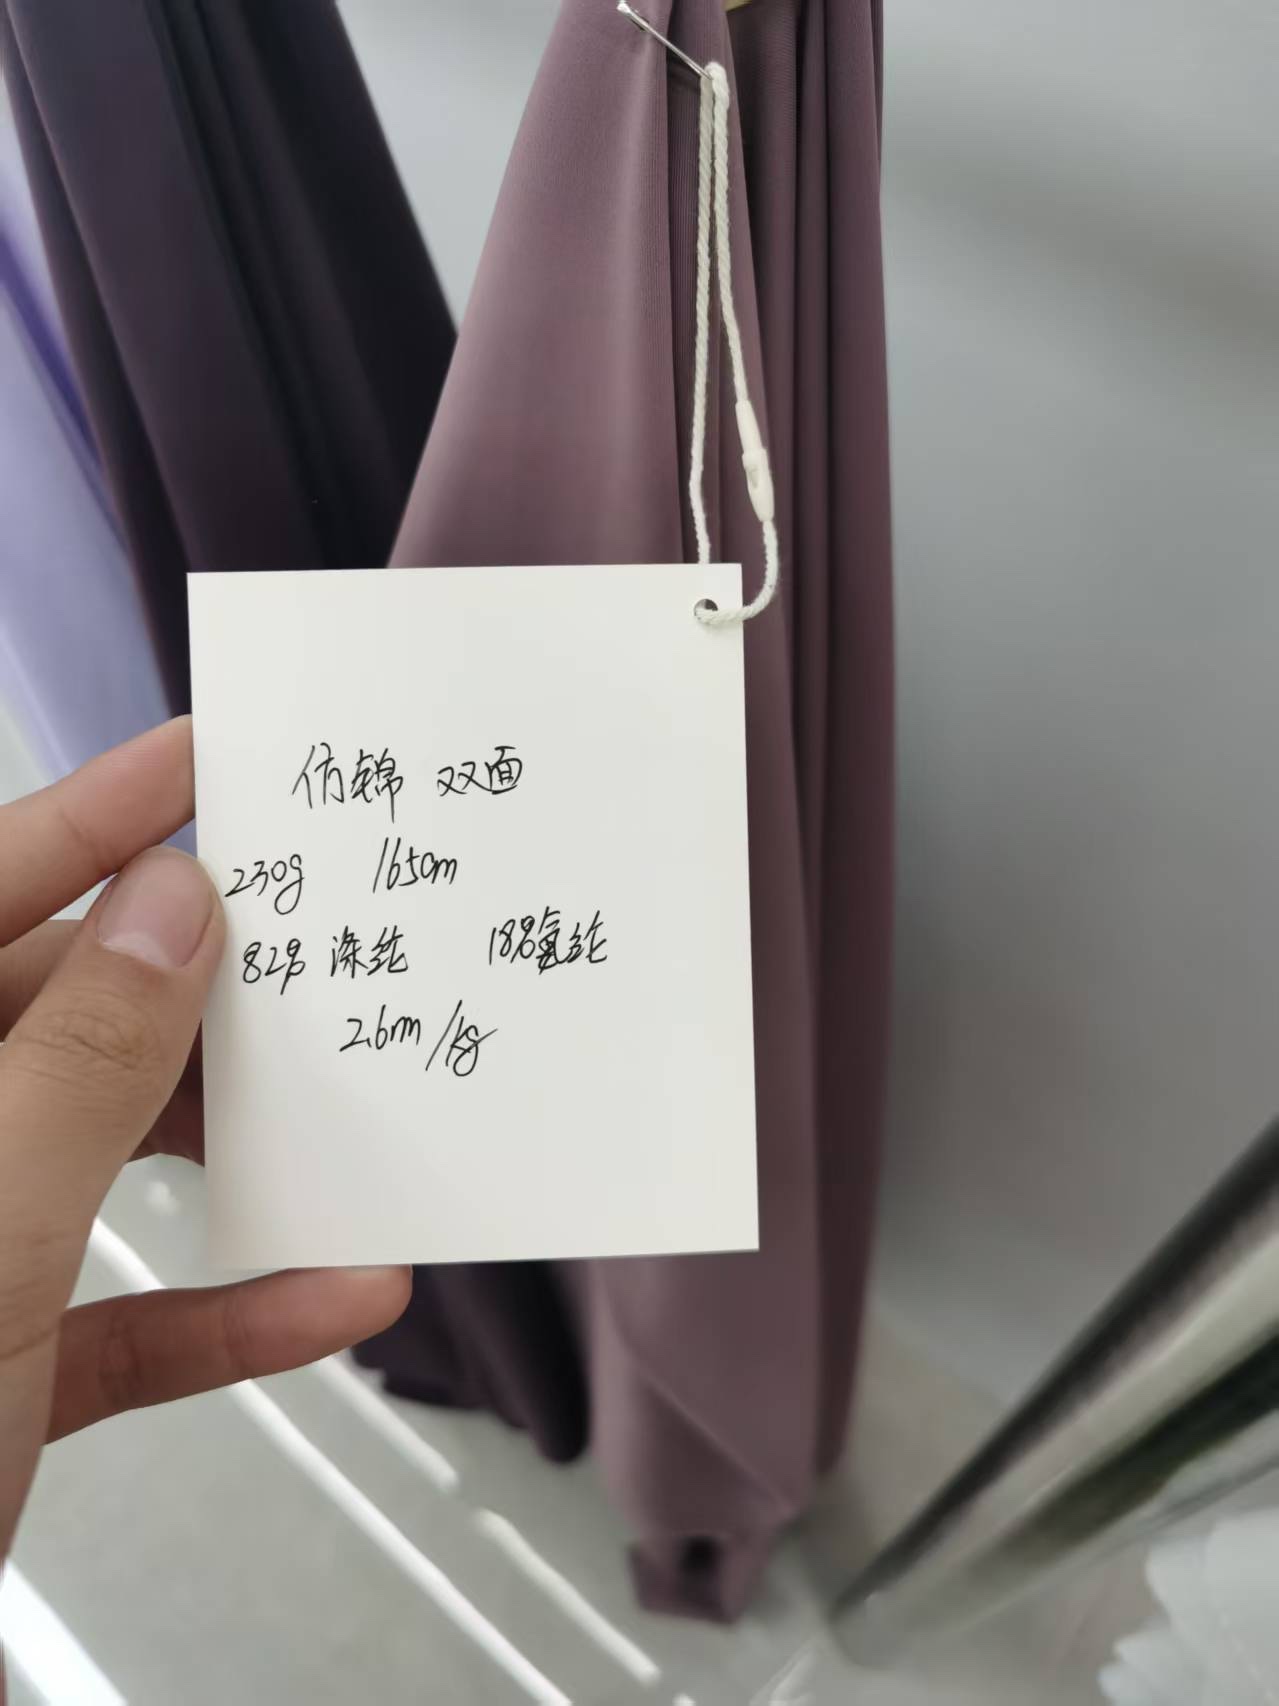 仿锦 双面
230g 165cm
82% 涤纶 18%氨纶
2.6m/kg